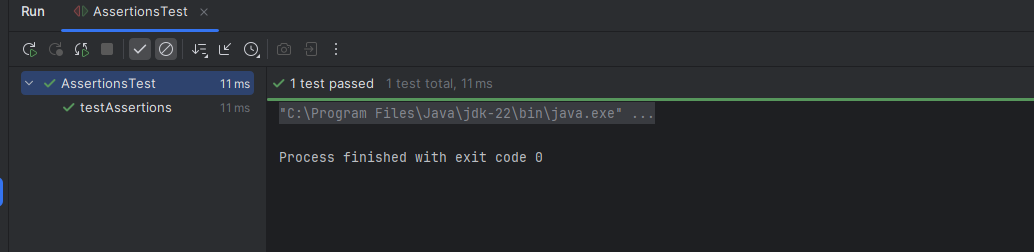 Run AssertionsTest
AssertionsTest 11 ms
testAssertions 11 ms
1 test passed 1 test total, 11 ms
"C:\Program Files\Java\jdk-22\bin\java.exe" ...
Process finished with exit code 0